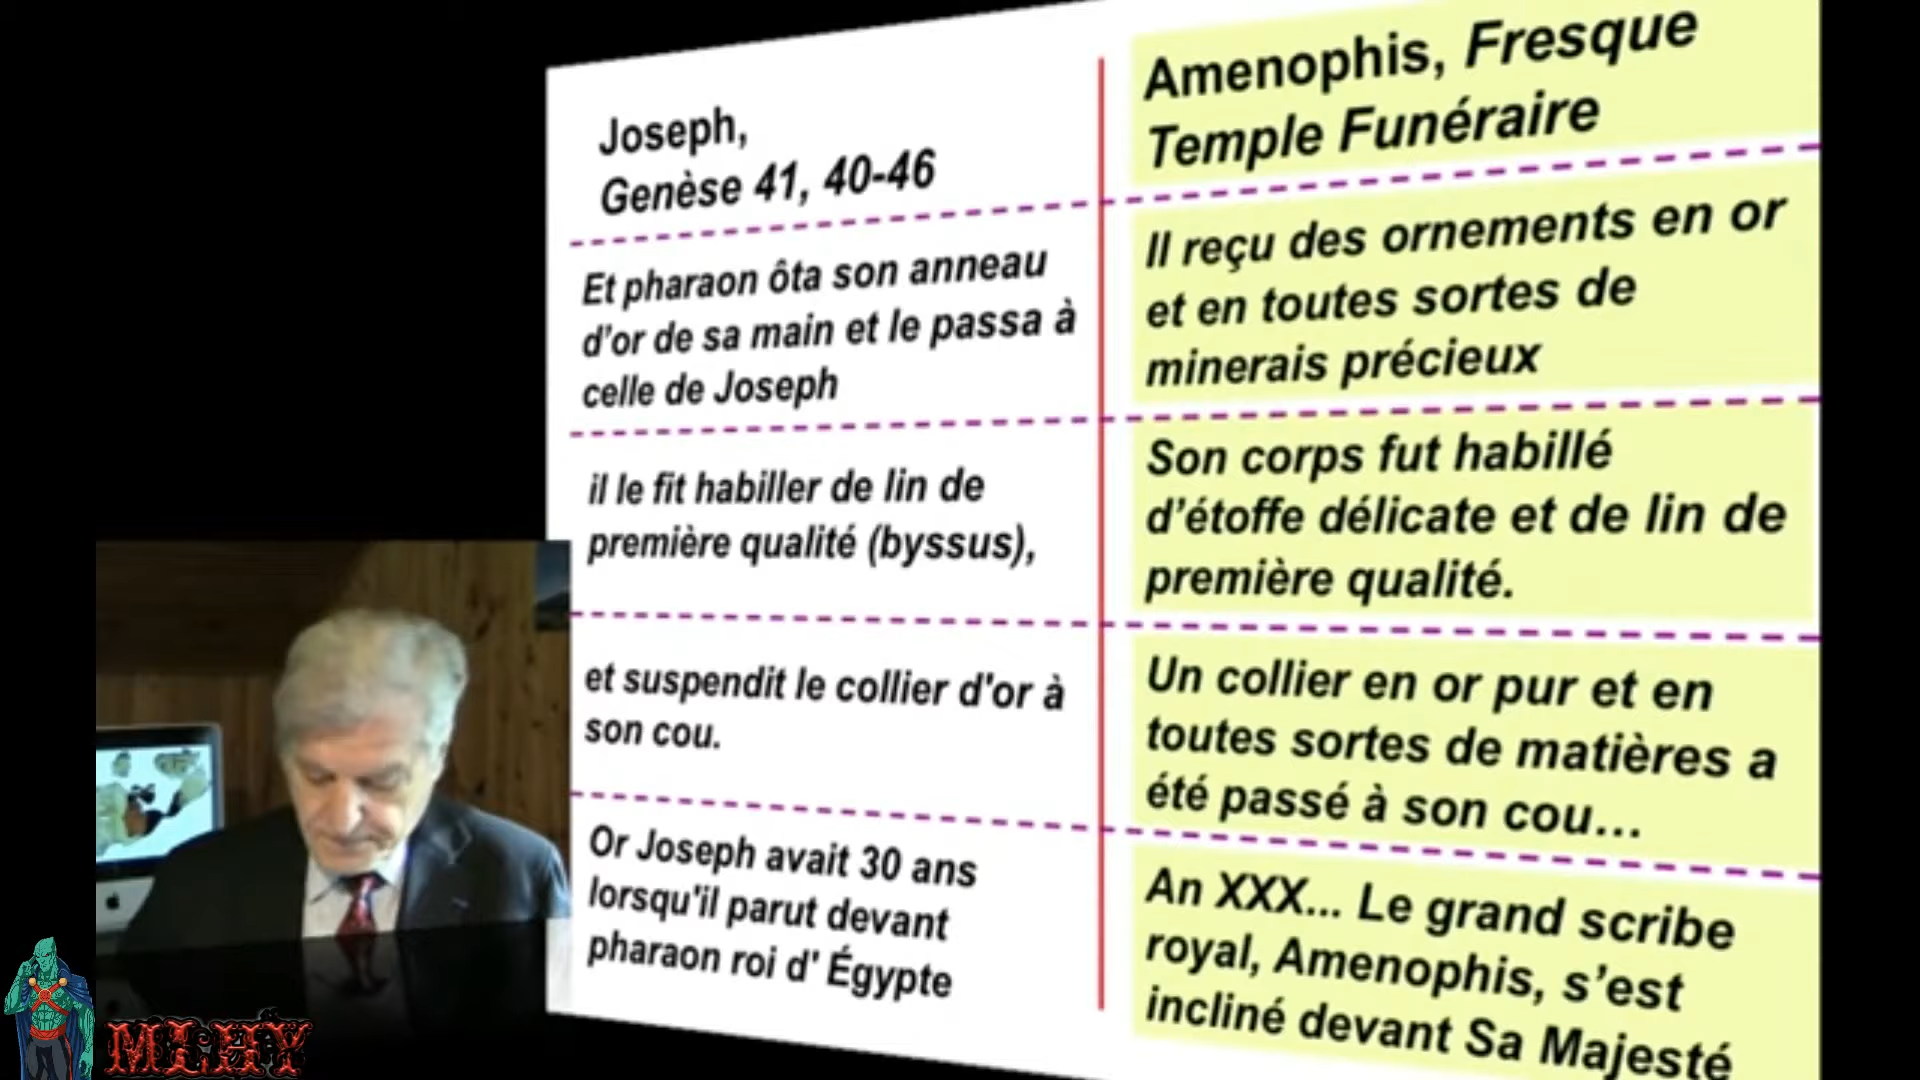 Joseph,
Genèse 41, 40-46
Amenophis, Fresque
Temple Funéraire
Et pharaon ôta son anneau
d'or de sa main et le passa à
celle de Joseph
Il reçu des ornements en or
et en toutes sortes de
minerais précieux
il le fit habiller de lin de
première qualité (byssus),
Son corps fut habillé
d'étoffe délicate et de lin de
première qualité.
et suspendit le collier d'or à
son cou.
Un collier en or pur et en
toutes sortes de matières a
été passé à son cou...
Or Joseph avait 30 ans
lorsqu'il parut devant
pharaon roi d' Égypte
An XXX... Le grand scribe
royal, Amenophis, s'est
incliné devant Sa Majesté
MLHY